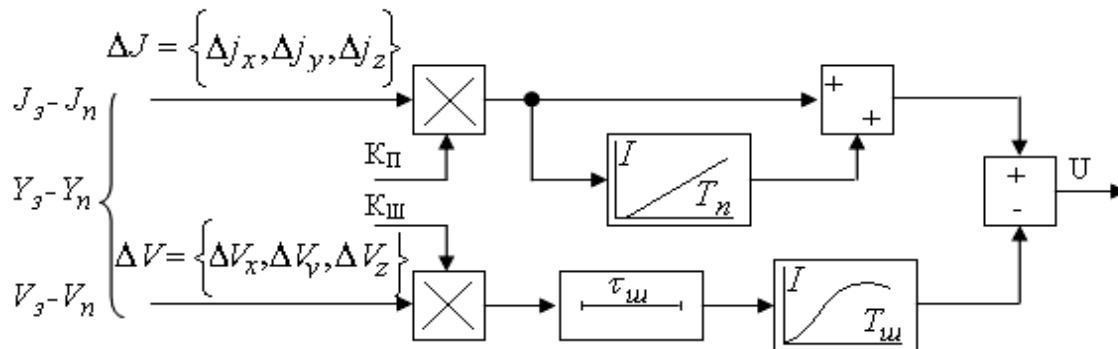 ΔJ = {Δj_x, Δj_y, Δj_z}
J_з - J_п
+
+
К_П
I
T_п
Y_з - Y_п
К_Ш
+
-
U
ΔV = {ΔV_x, ΔV_y, ΔV_z}
V_з - V_п
τ_ш
I
T_ш